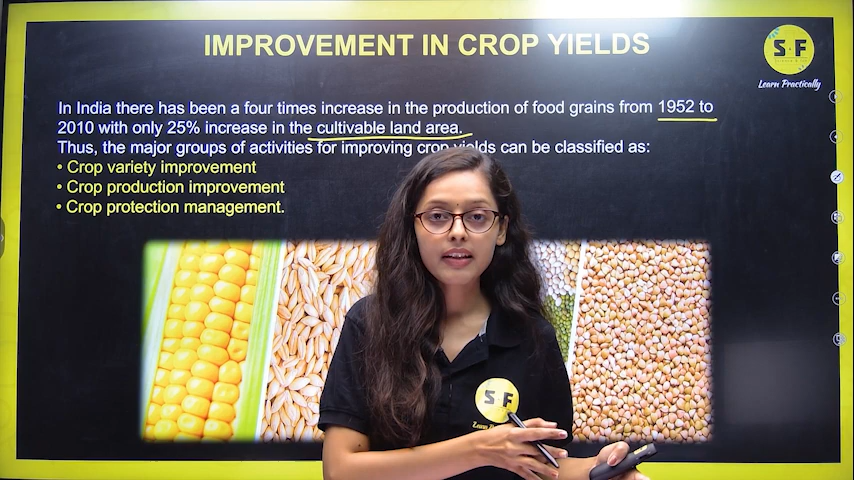 IMPROVEMENT IN CROP YIELDS
S F
Learn Practically
In India there has been a four times increase in the production of food grains from 1952 to
2010 with only 25% increase in the cultivable land area.
Thus, the major groups of activities for improving crop yields can be classified as:
• Crop variety improvement
• Crop production improvement
• Crop protection management.
S F
Learn